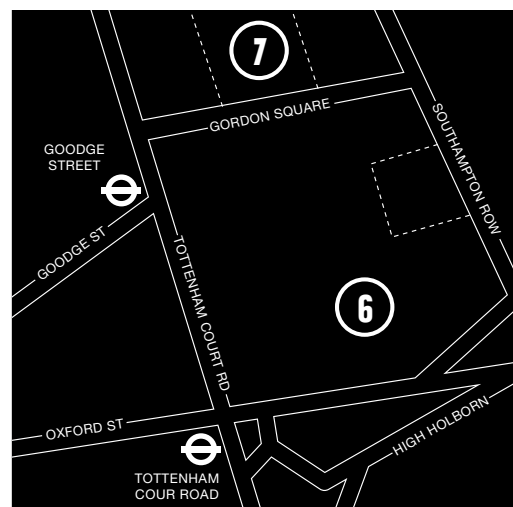 7
GORDON SQUARE
SOUTHAMPTON ROW
GOODGE
STREET
GOODGE ST
TOTTENHAM COURT RD
6
OXFORD ST
HIGH HOLBORN
TOTTENHAM
COUR ROAD